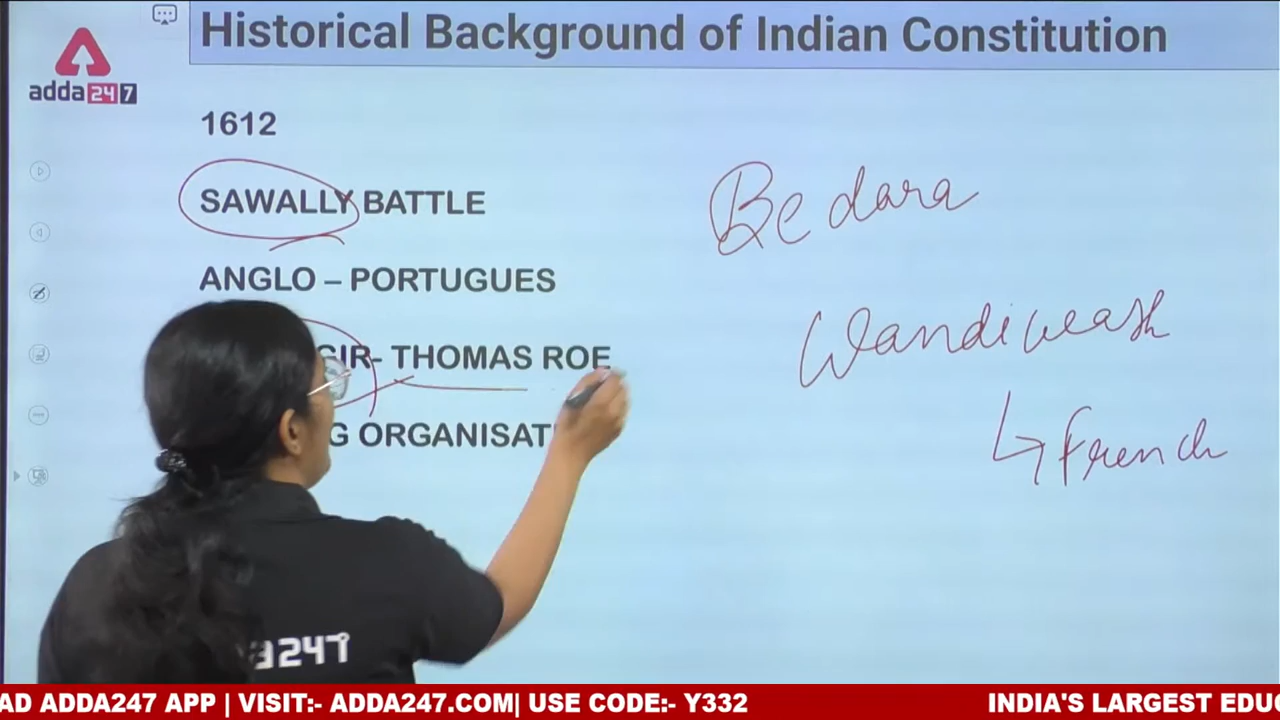 Historical Background of Indian Constitution
adda247
1612
SAWALLY BATTLE
ANGLO – PORTUGUES
SIR- THOMAS ROE
G ORGANISAT
Bedara
Wandiwash
↳ French
3247
AD ADDA247 APP | VISIT:- ADDA247.COM| USE CODE:- Y332
INDIA'S LARGEST EDUC